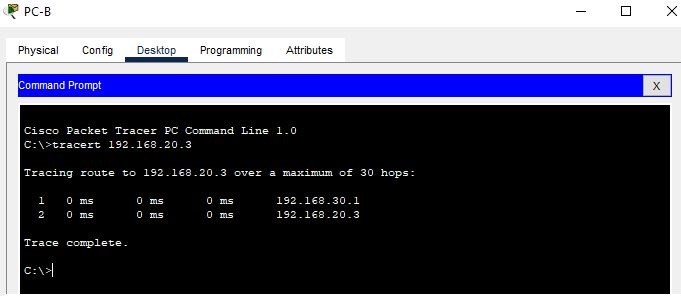 PC-B
Physical Config Desktop Programming Attributes
Command Prompt X
Cisco Packet Tracer PC Command Line 1.0
C:\>tracert 192.168.20.3
Tracing route to 192.168.20.3 over a maximum of 30 hops:
1 0 ms 0 ms 0 ms 192.168.30.1
2 0 ms 0 ms 0 ms 192.168.20.3
Trace complete.
C:\>